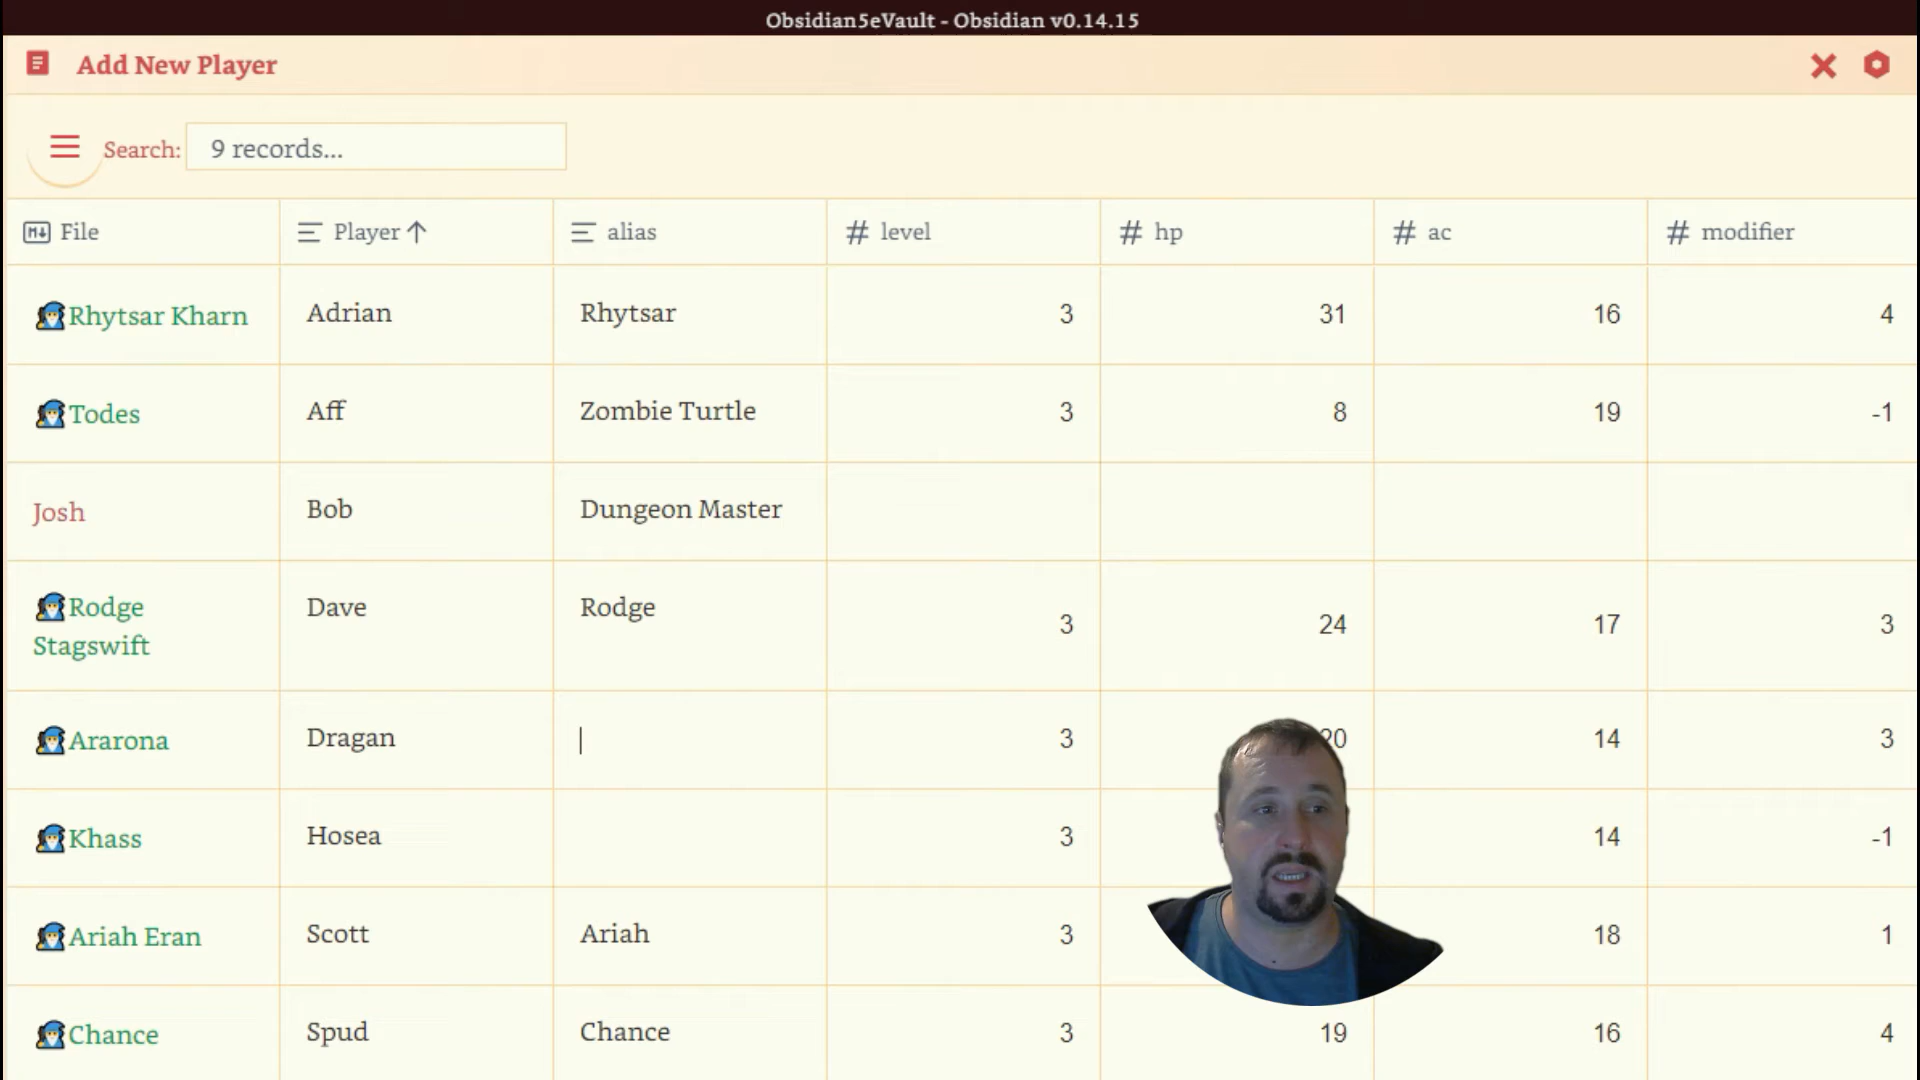 Obsidian5eVault - Obsidian v0.14.15
Add New Player
Search: 9 records...
File Player alias # level # hp # ac # modifier
Rhytsar Kharn Adrian Rhytsar 3 31 16 4
Todes Aff Zombie Turtle 3 8 19 -1
Josh Bob Dungeon Master
Rodge Stagswift Dave Rodge 3 24 17 3
Ararona Dragan 3 20 14 3
Khass Hosea 3 14 -1
Ariah Eran Scott Ariah 3 18 1
Chance Spud Chance 3 19 16 4